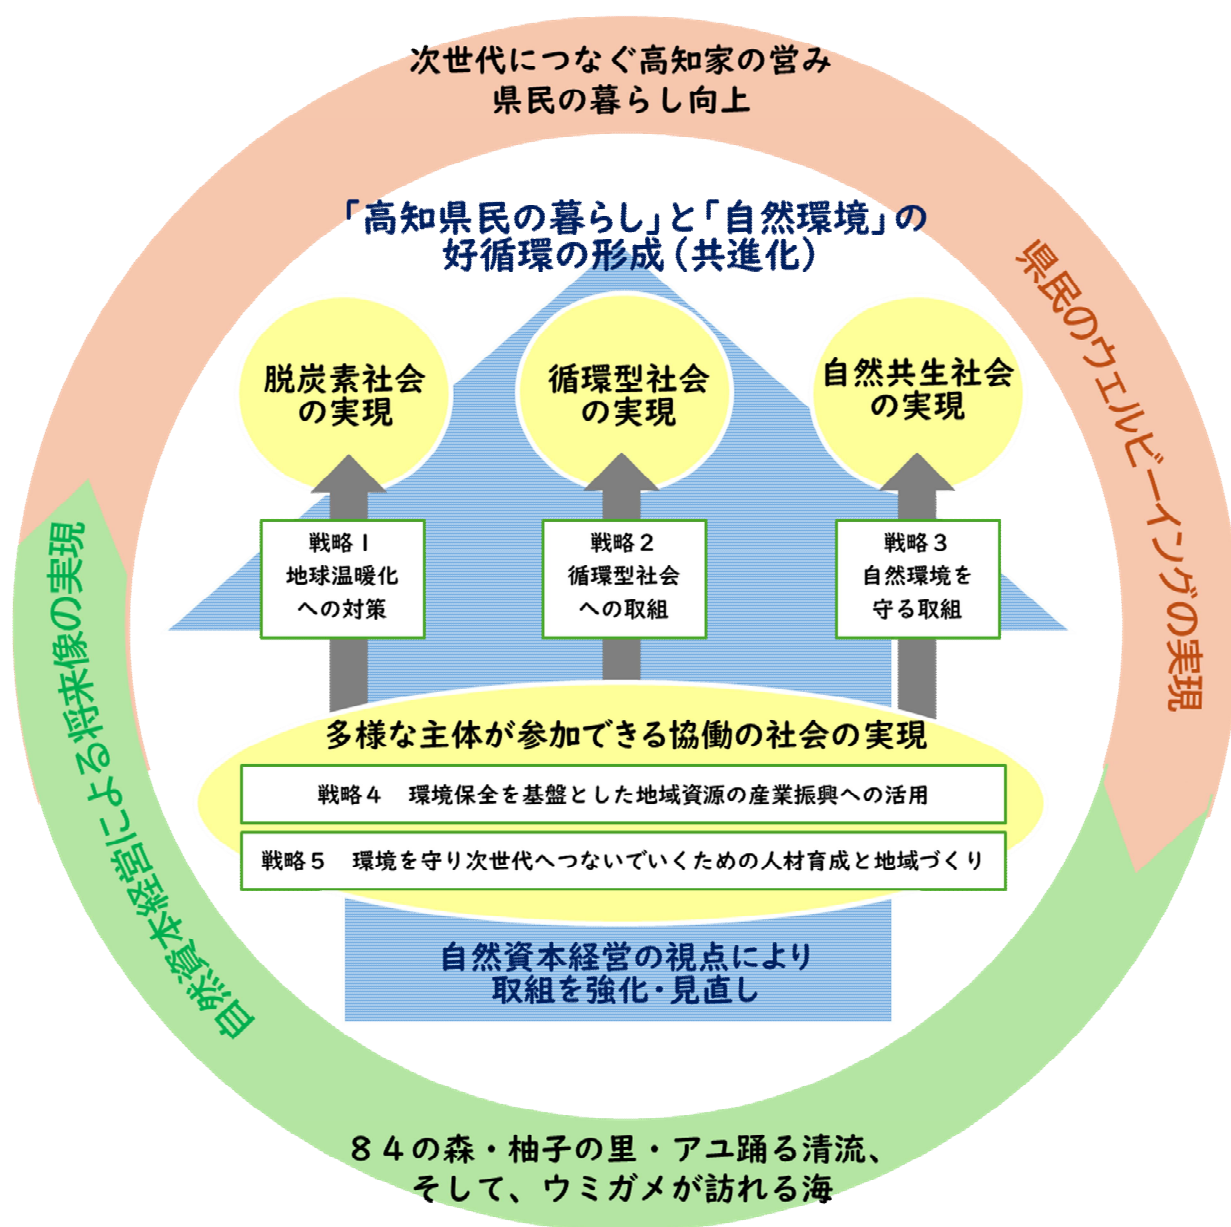 次世代につなぐ高知家の営み
県民の暮らし向上
「高知県民の暮らし」と「自然環境」の
好循環の形成（共進化）
県民のウェルビーイングの実現
脱炭素社会
の実現
循環型社会
の実現
自然共生社会
の実現
戦略１
地球温暖化
への対策
戦略２
循環型社会
への取組
戦略３
自然環境を
守る取組
自然資本経営による将来像の実現
多様な主体が参加できる協働の社会の実現
戦略４　環境保全を基盤とした地域資源の産業振興への活用
戦略５　環境を守り次世代へつないでいくための人材育成と地域づくり
自然資本経営の視点により
取組を強化・見直し
８４の森・柚子の里・アユ踊る清流、
そして、ウミガメが訪れる海